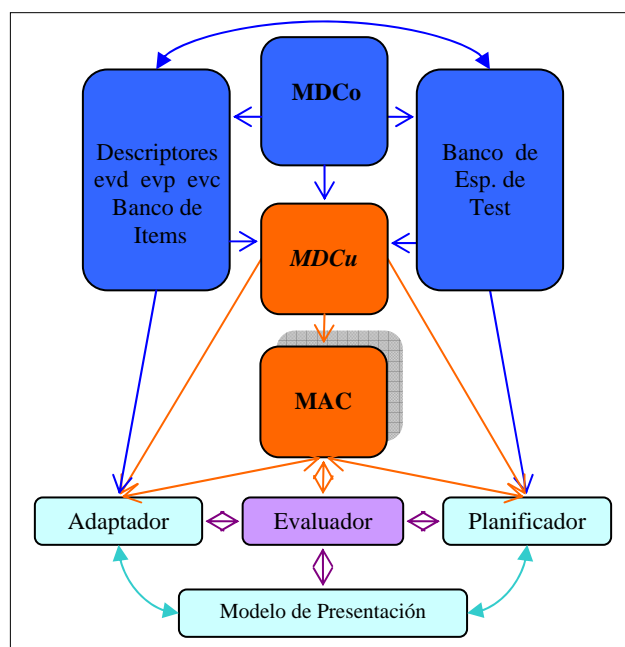 MDCo
Descriptores
evd evp evc
Banco de
Items
Banco de
Esp. de
Test
MDCu
MAC
Adaptador
Evaluador
Planificador
Modelo de Presentación